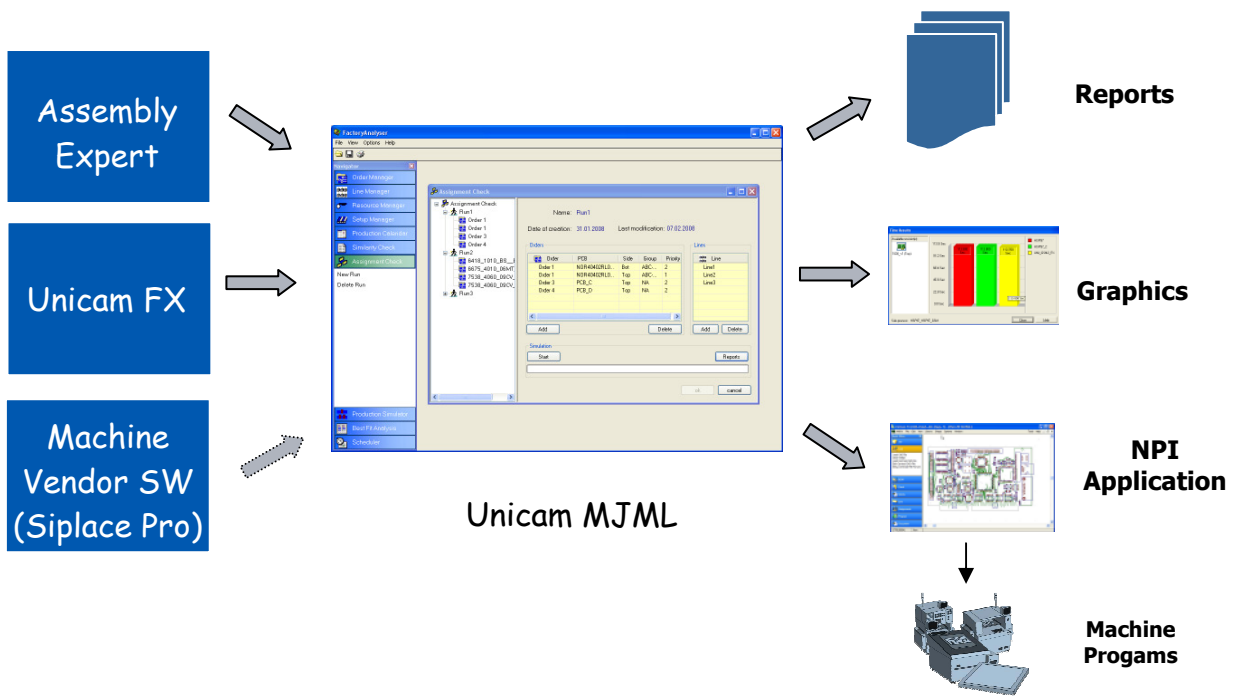 Assembly
Expert
Unicam FX
Machine
Vendor SW
(Siplace Pro)
FactoryAnalyser
File View Options Help
Navigation
Order Manager
Line Manager
Resource Manager
Setup Manager
Production Calendar
Similarity Check
Assignment Check
New Run
Delete Run
Production Simulator
Best Fit Analysis
Scheduler
Assignment Check
Assignment Check
Run1
Order 1
Order 1
Order 3
Order 4
Run2
Run3
Name: Run1
Date of creation: 31.01.2008 Last modification: 07.02.2008
Orders
Order PCB Side Group Priority
Order 1 Bot ABC... 2
Order 1 Top ABC... 1
Order 3 PCB_C Top NA 2
Order 4 PCB_D Top NA 2
Add
Delete
Lines
Line
Line1
Line2
Line3
Add Delete
Simulation
Start
Reports
ok
cancel
Unicam MJML
Reports
Graphics
NPI
Application
Machine
Progams